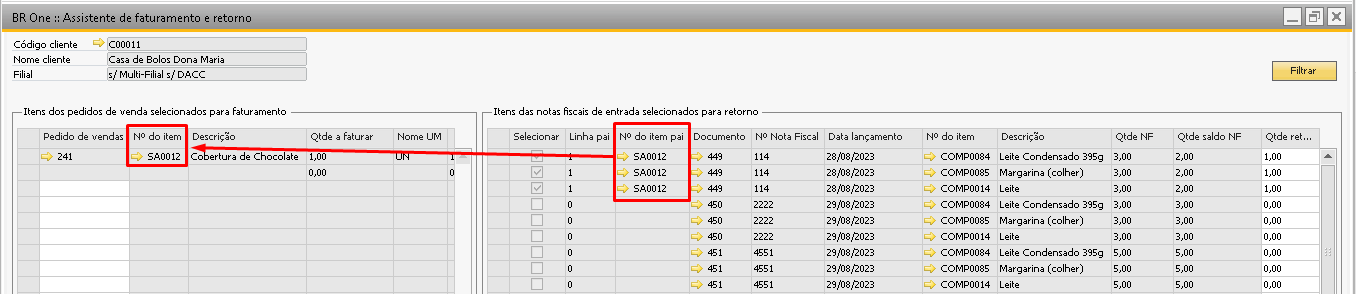 BR One :: Assistente de faturamento e retorno
Código cliente C00011
Nome cliente Casa de Bolos Dona Maria
Filial s/ Multi-Filial s/ DACC
Filtrar
Itens dos pedidos de venda selecionados para faturamento
Pedido de vendas Nº do item Descrição Qtde a faturar Nome UM
241 SA0012 Cobertura de Chocolate 1,00 UN 1
0,00 0
Itens das notas fiscais de entrada selecionados para retorno
Selecionar Linha pai Nº do item pai Documento Nº Nota Fiscal Data lançamento Nº do item Descrição Qtde NF Qtde saldo NF Qtde ret...
1 SA0012 449 114 28/08/2023 COMP0084 Leite Condensado 395g 3,00 2,00 1,00
1 SA0012 449 114 28/08/2023 COMP0085 Margarina (colher) 3,00 2,00 1,00
1 SA0012 449 114 28/08/2023 COMP0014 Leite 3,00 2,00 1,00
0 450 2222 29/08/2023 COMP0084 Leite Condensado 395g 3,00 3,00 0,00
0 450 2222 29/08/2023 COMP0085 Margarina (colher) 3,00 3,00 0,00
0 450 2222 29/08/2023 COMP0014 Leite 3,00 3,00 0,00
0 451 4551 29/08/2023 COMP0084 Leite Condensado 395g 5,00 5,00 0,00
0 451 4551 29/08/2023 COMP0085 Margarina (colher) 5,00 5,00 0,00
0 451 4551 29/08/2023 COMP0014 Leite 5,00 5,00 0,00